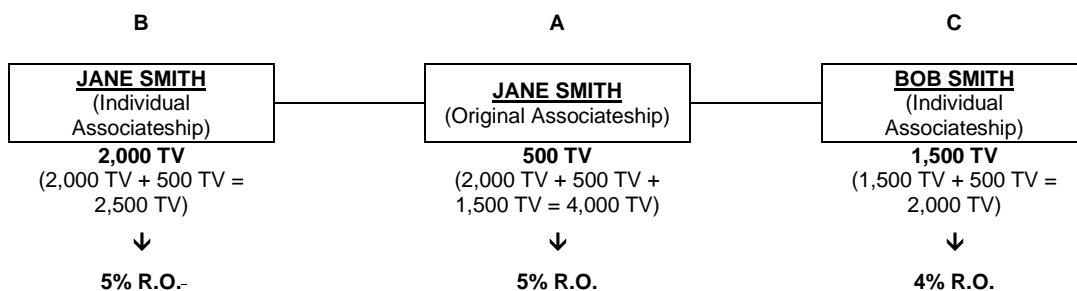 B
A
C
JANE SMITH
(Individual
Associateship)
JANE SMITH
(Original Associateship)
BOB SMITH
(Individual
Associateship)
2,000 TV
(2,000 TV + 500 TV =
2,500 TV)
500 TV
(2,000 TV + 500 TV +
1,500 TV = 4,000 TV)
1,500 TV
(1,500 TV + 500 TV =
2,000 TV)
5% R.O.
5% R.O.
4% R.O.